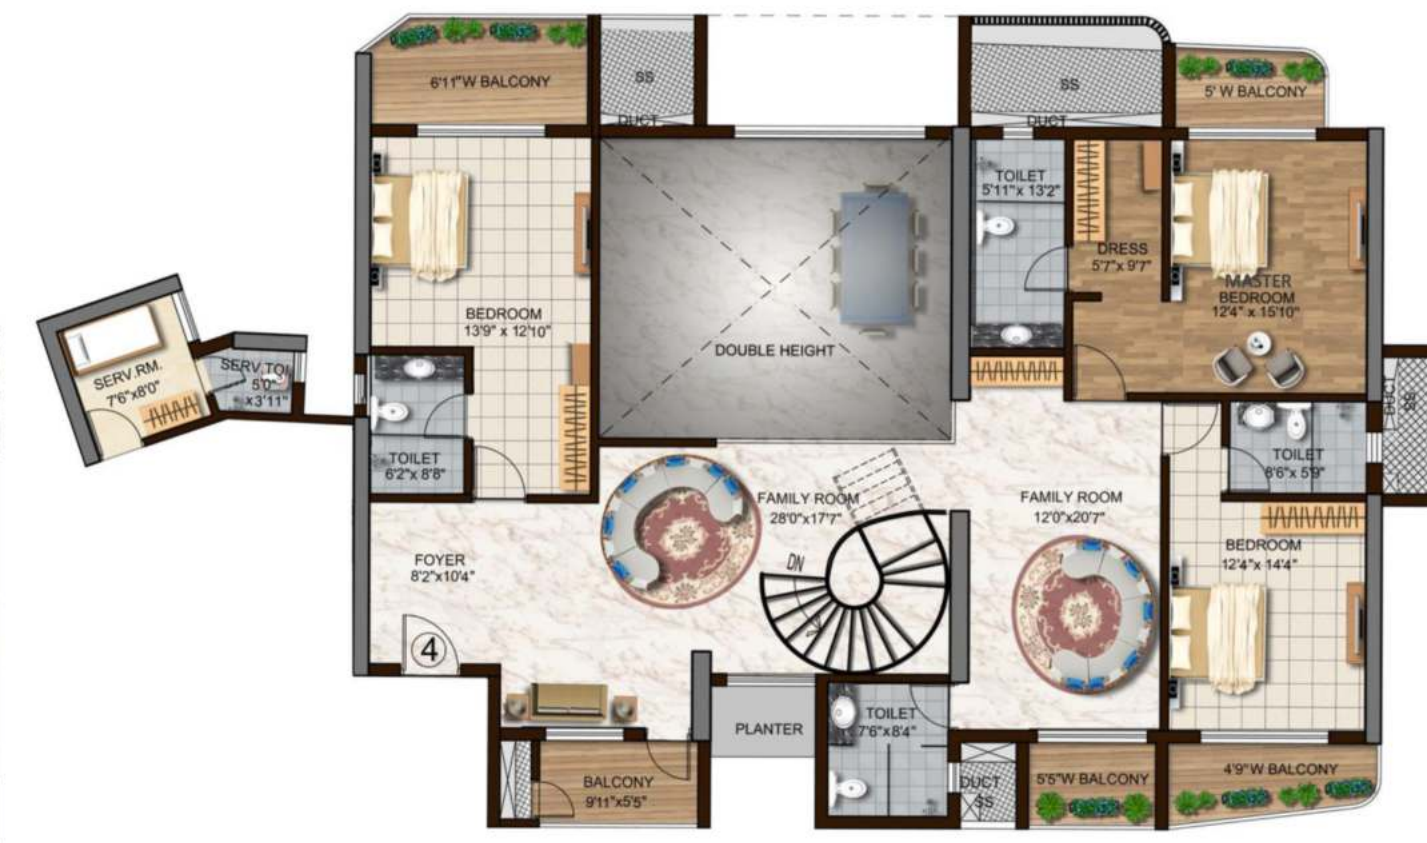 6'11"W BALCONY
SS
DUCT
SS
DUCT
5' W BALCONY
TOILET
5'11"x 13'2"
DRESS
5'7"x 9'7"
MASTER
BEDROOM
12'4" x 15'10"
BEDROOM
13'9" x 12'10"
DOUBLE HEIGHT
SERV.RM.
7'6"x8'0"
SERV.TOI.
5'0"
x3'11"
TOILET
6'2"x 8'8"
DUCT
SS
TOILET
8'6"x 5'9"
FAMILY ROOM
28'0"x17'7"
FAMILY ROOM
12'0"x20'7"
FOYER
8'2"x10'4"
DN
BEDROOM
12'4"x 14'4"
4
PLANTER
TOILET
7'6"x8'4"
BALCONY
9'11"x5'5"
DUCT
SS
5'5"W BALCONY
4'9"W BALCONY